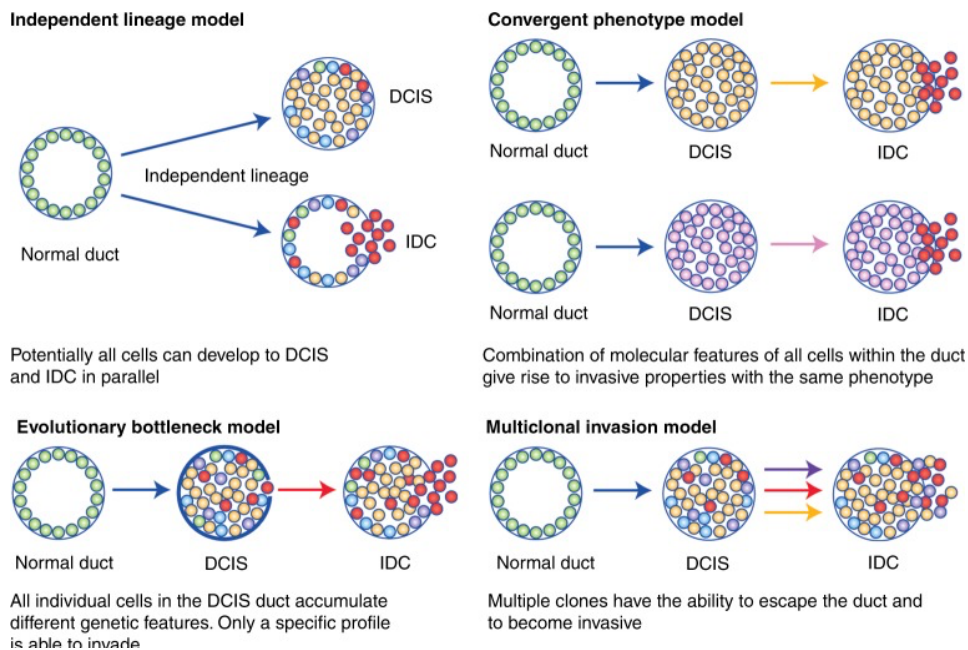 Independent lineage model
DCIS
Independent lineage
Normal duct
IDC
Potentially all cells can develop to DCIS
and IDC in parallel
Convergent phenotype model
Normal duct
DCIS
IDC
Normal duct
DCIS
IDC
Combination of molecular features of all cells within the duct
give rise to invasive properties with the same phenotype
Evolutionary bottleneck model
Normal duct
DCIS
IDC
All individual cells in the DCIS duct accumulate
different genetic features. Only a specific profile
is able to invade
Multiclonal invasion model
Normal duct
DCIS
IDC
Multiple clones have the ability to escape the duct and
to become invasive